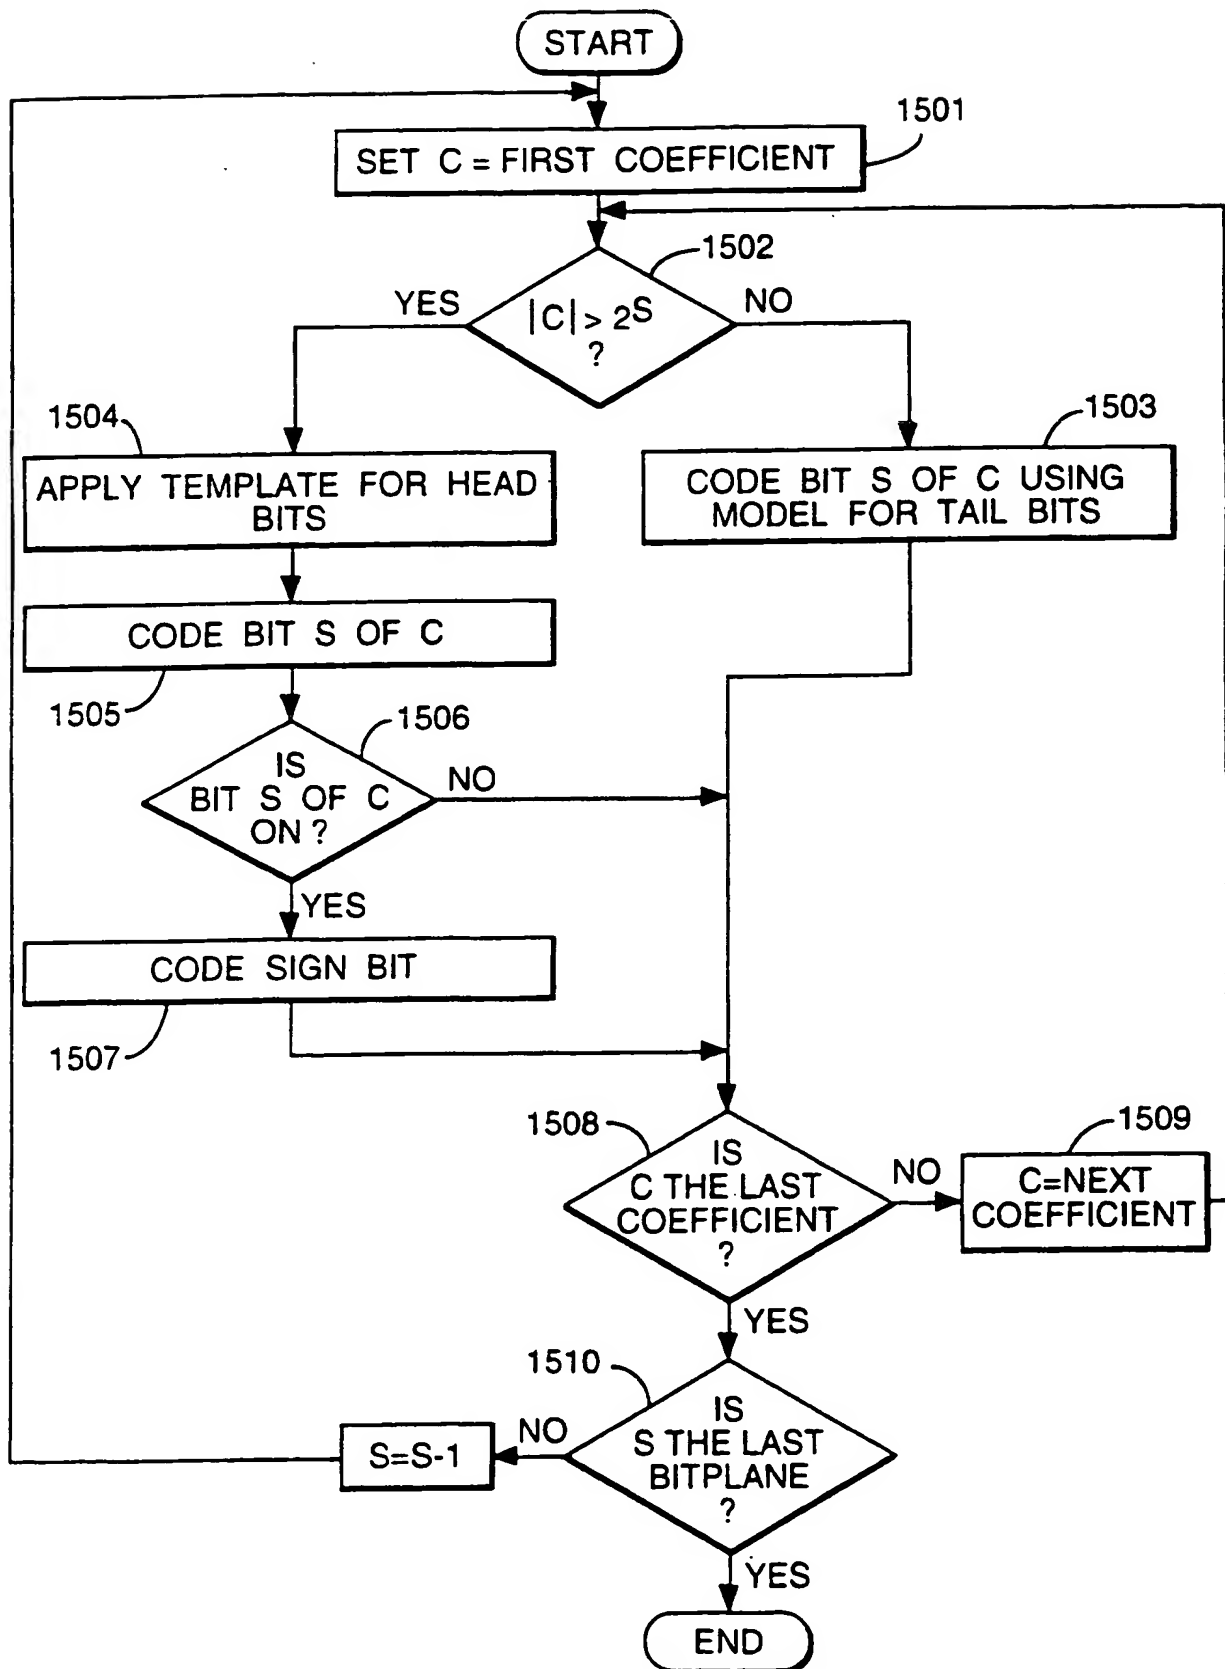 START
1501
SET C = FIRST COEFFICIENT
1502
YES
|C| > 2^S
?
NO
1504
1503
APPLY TEMPLATE FOR HEAD
BITS
CODE BIT S OF C USING
MODEL FOR TAIL BITS
CODE BIT S OF C
1505
1506
IS
BIT S OF C
ON ?
NO
YES
CODE SIGN BIT
1507
1508
IS
C THE LAST
COEFFICIENT
?
NO
1509
C=NEXT
COEFFICIENT
YES
1510
IS
S THE LAST
BITPLANE
?
NO
S=S-1
YES
END